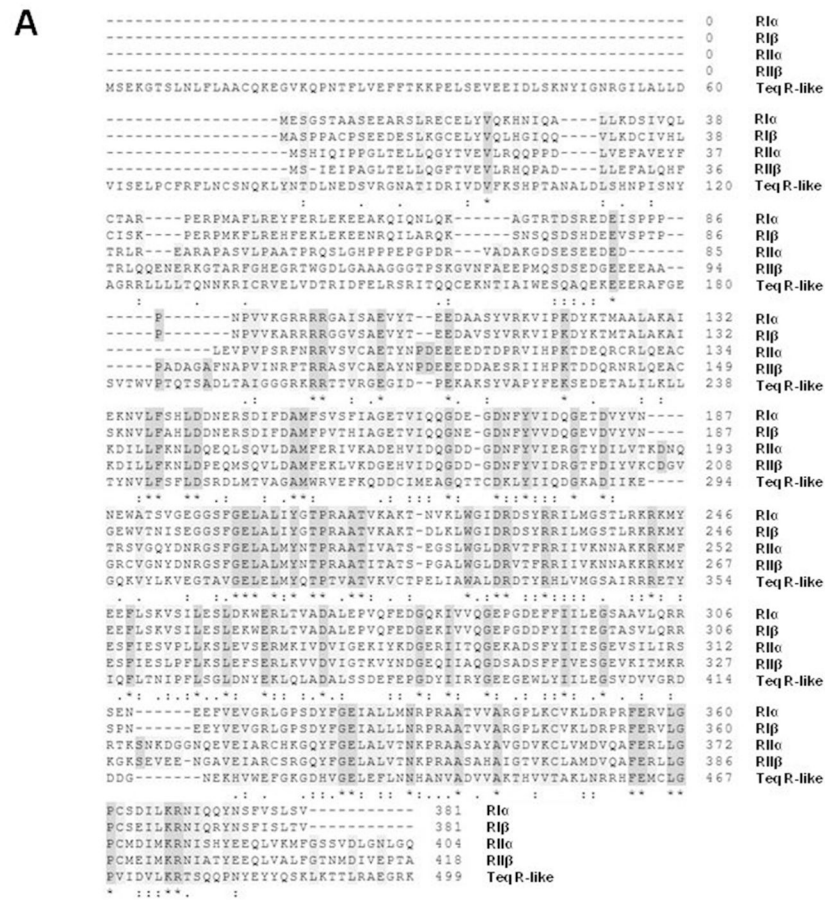 A
------------------------------------------------------------ 0 RIα
------------------------------------------------------------ 0 RIβ
------------------------------------------------------------ 0 RIIα
------------------------------------------------------------ 0 RIIβ
MSEKGTSLNLFLAACQKEGVKQPNTFLVEFFTKKPELSEVEEIDLSKNYIGNRGILALLD 60 Teq R-like
------------------MESGSTAASEEARSLRECELYVQKHNIQA----LLKDSIVQL 38 RIα
------------------MASPPACPSEEDESLKGCELYVQLHGIQQ----VLKDCIVHL 38 RIβ
-------------------MSHIQIPPGLTELLQGYTVEVLRQQPPD----LVEFAVEYF 37 RIIα
-------------------MS-IEIPAGLTELLQGFTVEVLRHQPAD----LLEFALQHF 36 RIIβ
VISELPCFRFLNCSNQKLYNTDLNEDSVRGNATIDRIVDVFKSHPTANALDLSHNPISNY 120 Teq R-like
CTAR----PERPMAFLREYFERLEKEEAKQIQNLQK------AGTRTDSREDEISPPP-- 86 RIα
CISK----PERPMKFLREHFEKLEKEENRQILARQK------SNSQSDSHDEEVSPTP-- 86 RIβ
TRLR---EARAPASVLPAATPRQSLGHPPPEPGPDR---VADAKGDSESEEDED------ 85 RIIα
TRLQQENERKGTARFGHEGRTWGDLGAAAGGGTPSKGVNFAEEPMQSDSEDGEEEEAA-- 94 RIIβ
AGRRLLLLTQNNKRICRVELVDTRIDFELRSRITQQCEKNTIAIWESQAQEKEERAFGE 180 Teq R-like
------P-------NPVVKGRRRRGAISAEVYT--EEDAASYVRKVIPKDYKTMAALAKAI 132 RIα
------P-------NPVVKARRRRGGVSAEVYT--EEDAVSYVRKVIPKDYKTMTALAKAI 132 RIβ
-----------LEVPVPSRFNRRVSVCAETYNPDEEEEDTDPRVIHPKTDEQRCRLQEAC 134 RIIα
-----PADAGAFNAPVINRFTRRASVCAEAYNPDEEEDDAESRIIHPKTDDQRNRLQEAC 149 RIIβ
SVTWVPTQTSADLTAIGGGRKRRTTVRGEGID--PEKAKSYVAPYFEKSEDETALILKLL 238 Teq R-like
EKNVLFSHLDDNERSDIFDAMFSVSFIAGETVIQQGDE-GDNFYVIDQGETDVYVN---- 187 RIα
SKNVLFAHLDDNERSDIFDAMFPVTHIAGETVIQQGNE-GDNFYVVDQGEVDVYVN---- 187 RIβ
KDILLFKNLDQEQLSQVLDAMFERIVKADEHVIDQGDD-GDNFYVIERGTYDILVTKDNQ 193 RIIα
KDILLFKNLDPEQMSQVLDAMFEKLVKDGEHVIDQGDD-GDNFYVIDRGTFDIYVKCDGV 208 RIIβ
TYNVLFSFLDSRDLMTVAGAMWRVEFKQDDCIMEAGQTTCDKLYIIQDGKADIIKE---- 294 Teq R-like
NEWATSVGEGGSFGELALIYGTPRAATVKAKT-NVKLWGIDRDSYRRILMGSTLRKRKMY 246 RIα
GEWVTNISEGGSFGELALIYGTPRAATVKAKT-DLKLWGIDRDSYRRILMGSTLRKRKMY 246 RIβ
TRSVGQYDNRGSFGELALMYNTPRAATIVATS-EGSLWGLDRVTFRRIIVKNNAKKRKMF 252 RIIα
GRCVGNYDNRGSFGELALMYNTPRAATITATS-PGALWGLDRVTFRRIIVKNNAKKRKMY 267 RIIβ
GQKVYLKVEGTAVGELELMYQTPTVATVKVCTPELIAWALDRDTYRHLVMGSAIRRRETY 354 Teq R-like
EEFLSKVSILESLDKWERLTVADALEPVQFEDGQKIVVQGEPGDEFFIILEGSAAVLQRR 306 RIα
EEFLSKVSILESLEKWERLTVADALEPVQFEDGEKIVVQGEPGDDFYIITEGTASVLQRR 306 RIβ
ESFIESVPLLKSLEVSERMKIVDVIGEKIYKDGERIITQGEKADSFYIIESGEVSILIRS 312 RIIα
ESFIESLPFLKSLEFSERLKVVDVIGTKVYNDGEQIIAQGDSADSFFIVESGEVKITMKR 327 RIIβ
IQFLTNIPFLSGLDNYEKLQLADALSSDEFEPGDYIIRYGEEGEWLYIILEGSVDVVGRD 414 Teq R-like
SEN-----EEFVEVGRLGPSDYFGEIALLMNRPRAATVVARGPLKCVKLDRPRFERVLG 360 RIα
SPN-----EEYVEVGRLGPSDYFGEIALLLNRPRAATVVARGPLKCVKLDRPRFERVLG 360 RIβ
RTKSNKDGGNQEVEIARCHKGQYFGELALVTNKPRAASAYAVGDVKCLVMDVQAFERLLG 372 RIIα
KGKSEVEE-NGAVEIARCSRGQYFGELALVTNKPRAASAHAIGTVKCLAMDVQAFERLLG 386 RIIβ
DDG-------NEKHVWEFGKGDHVGELEFLNNHANVADVVAKTHVVTAKLNRRHFEMCLG 467 Teq R-like
PCSDILKRNIQQYNSFVSLSV------------ 381 RIα
PCSEILKRNIQRYNSFISLTV------------ 381 RIβ
PCMDIMKRNISHYEEQLVKMFGSSVDLGNLGQ 404 RIIα
PCMEIMKRNIATYEEQLVALFGTNMDIVEPTA 418 RIIβ
PVIDVLKRTSQQPNYEYYQSKLKTTLRAEGRK 499 Teq R-like